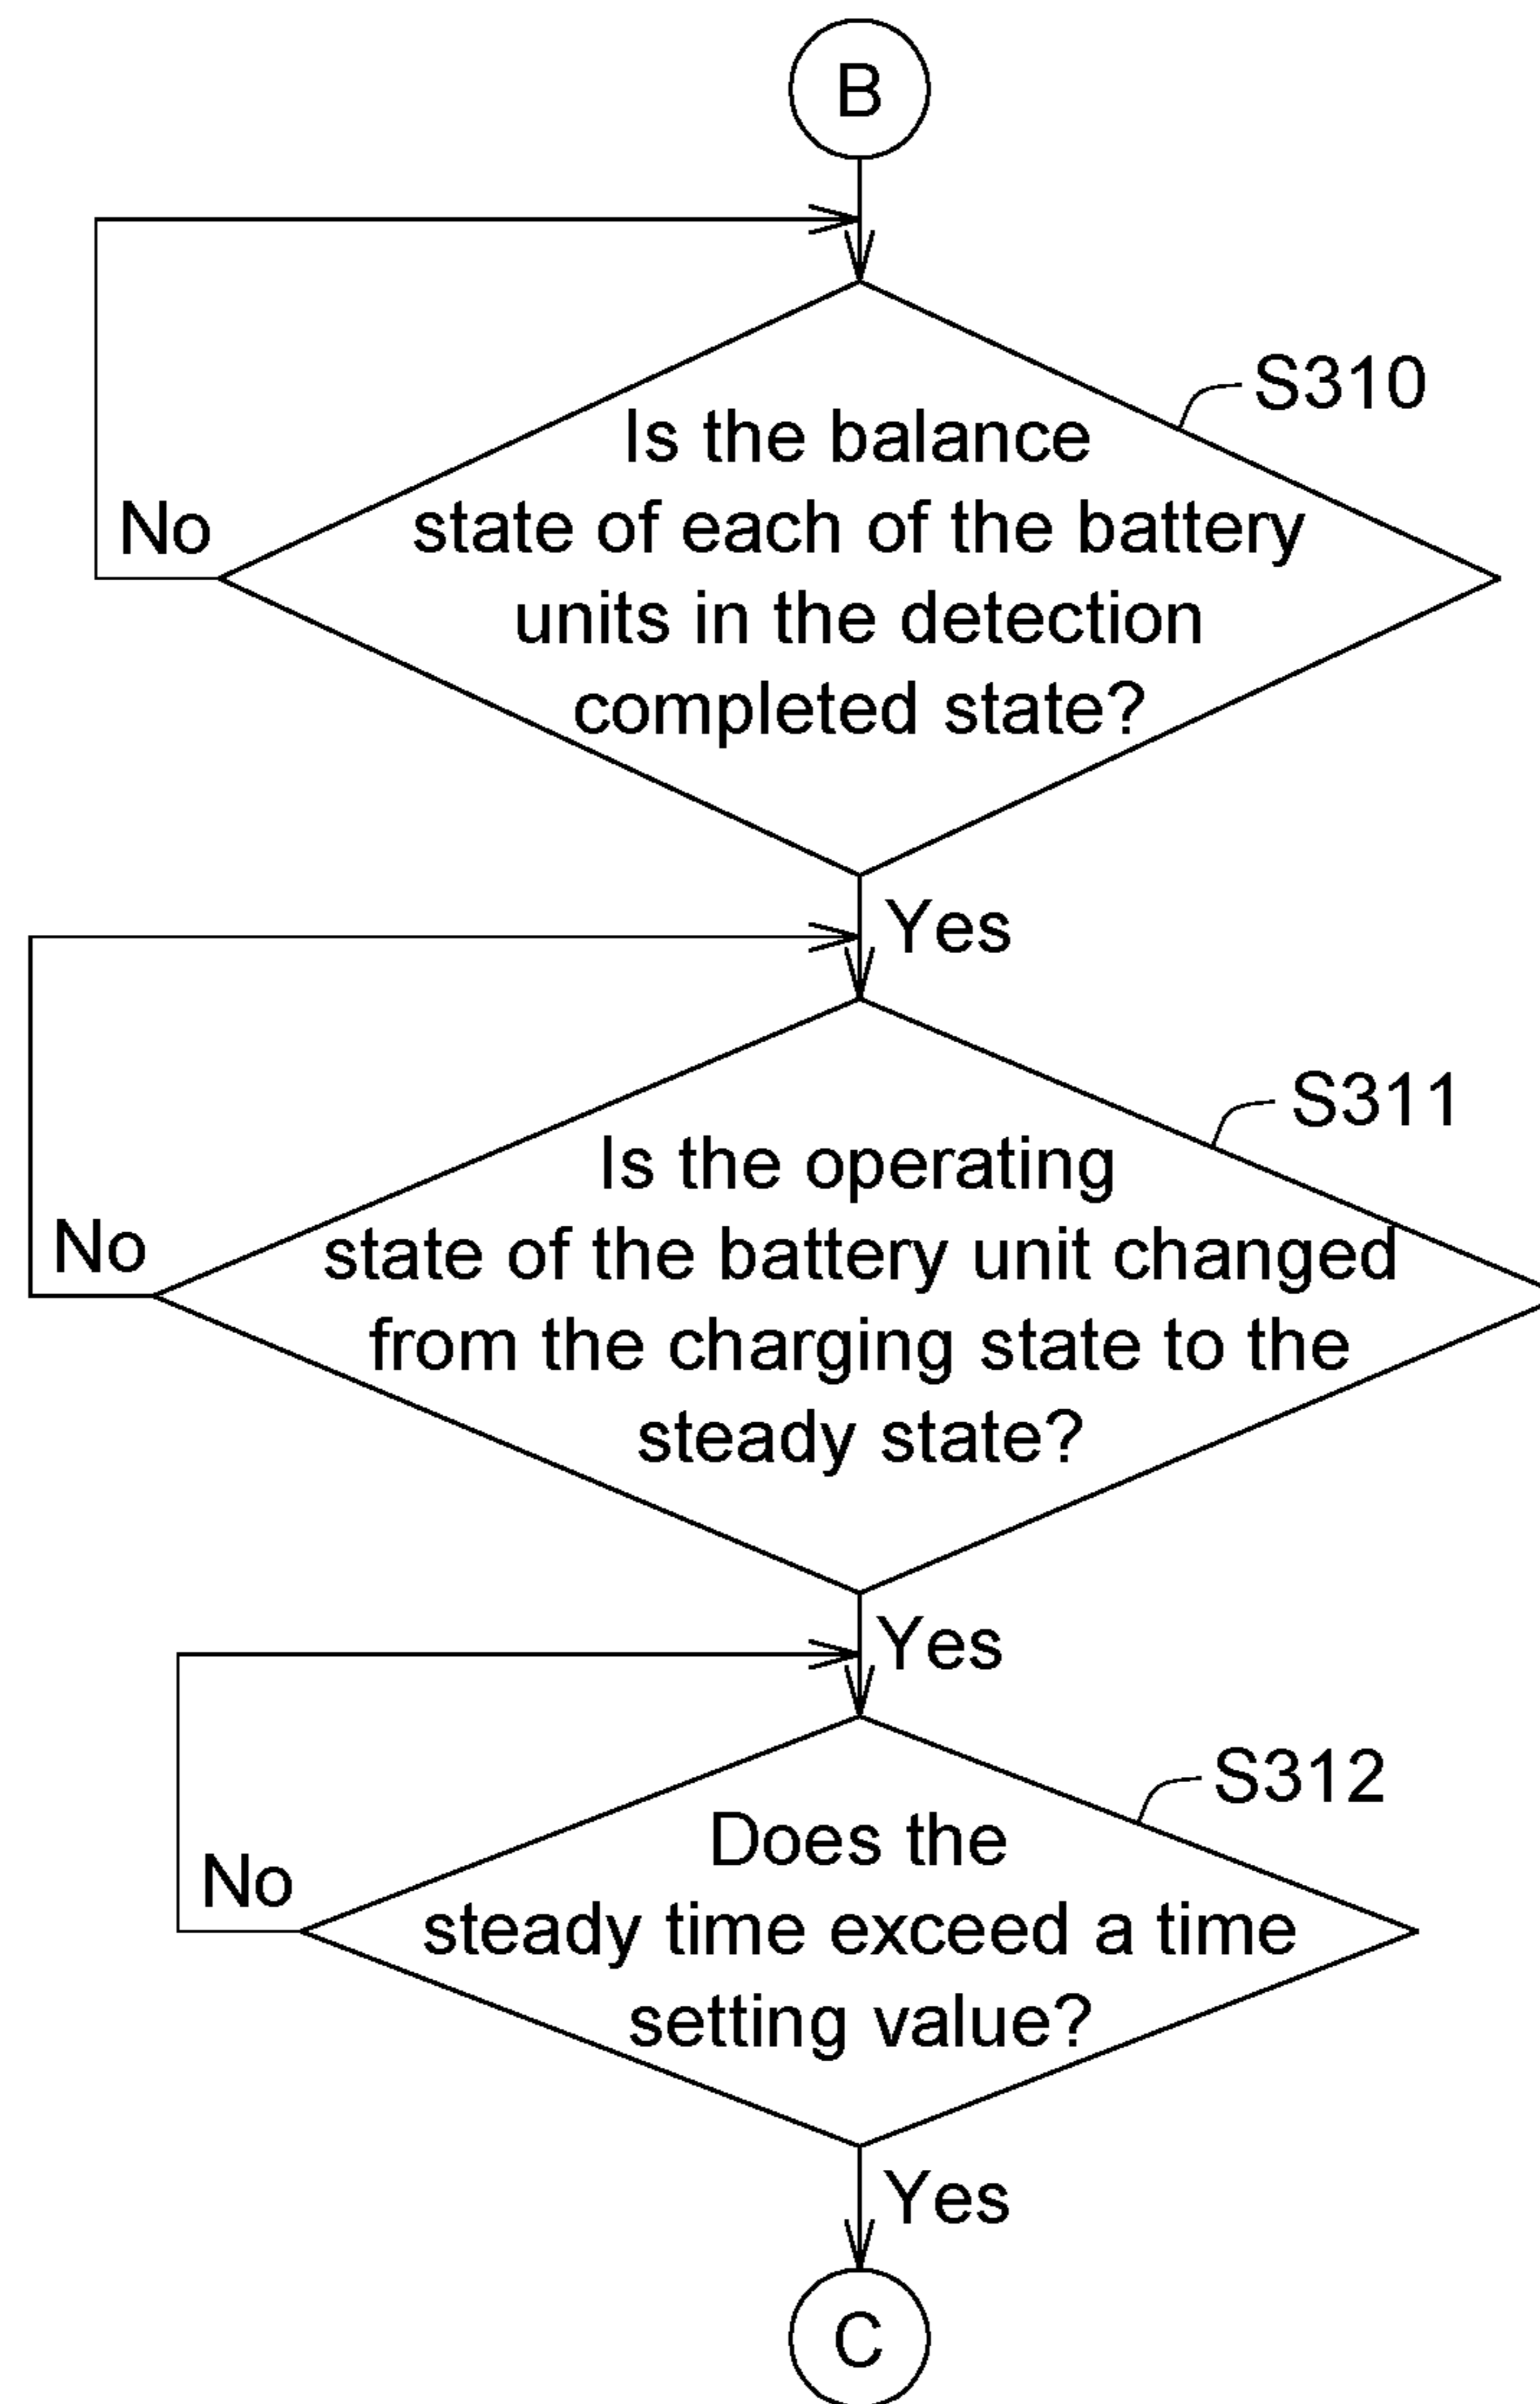 B
S310
Is the balance
state of each of the battery
units in the detection
completed state?
No
Yes
S311
Is the operating
state of the battery unit changed
from the charging state to the
steady state?
No
Yes
S312
Does the
steady time exceed a time
setting value?
No
Yes
C